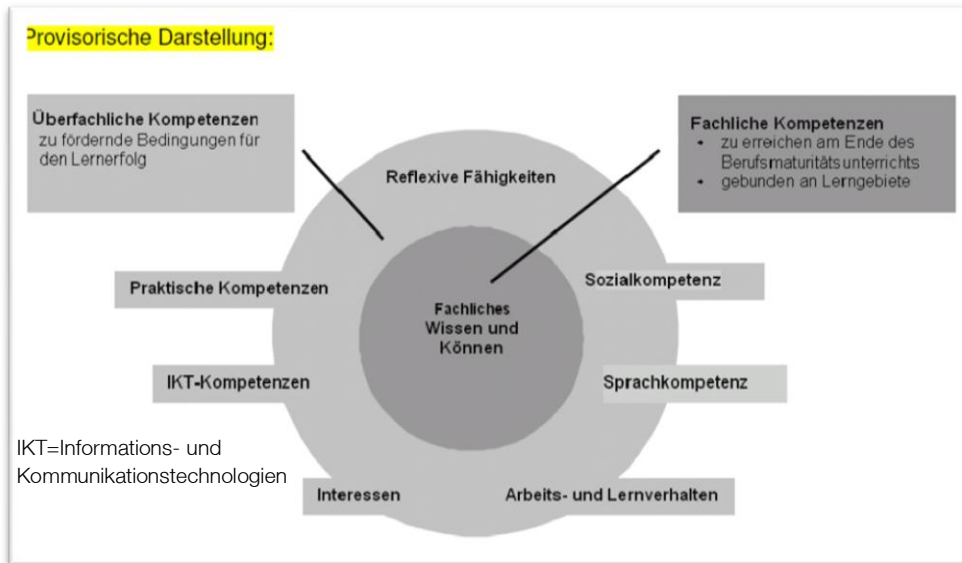 Provisorische Darstellung:
Überfachliche Kompetenzen
zu fördernde Bedingungen für
den Lernerfolg
Fachliche Kompetenzen
• zu erreichen am Ende des
Berufsmaturitätsunterrichts
• gebunden an Lerngebiete
Reflexive Fähigkeiten
Praktische Kompetenzen
Sozialkompetenz
Fachliches
Wissen und
Können
IKT-Kompetenzen
Sprachkompetenz
IKT=Informations- und
Kommunikationstechnologien
Interessen
Arbeits- und Lernverhalten